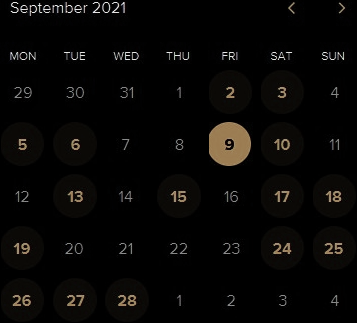 September 2021
MON TUE WED THU FRI SAT SUN
29 30 31 1 2 3 4
5 6 7 8 9 10 11
12 13 14 15 16 17 18
19 20 21 22 23 24 25
26 27 28 1 2 3 4